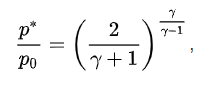 p*/p₀ = (2/(γ+1))^(γ/(γ−1)),